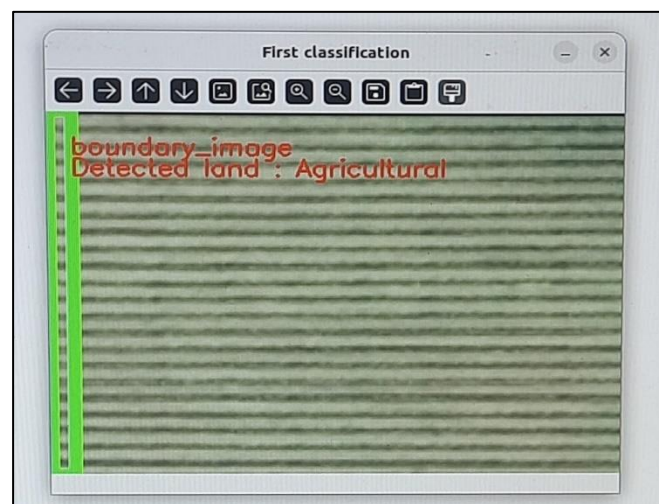 First classification
boundary_image
Detected land : Agricultural